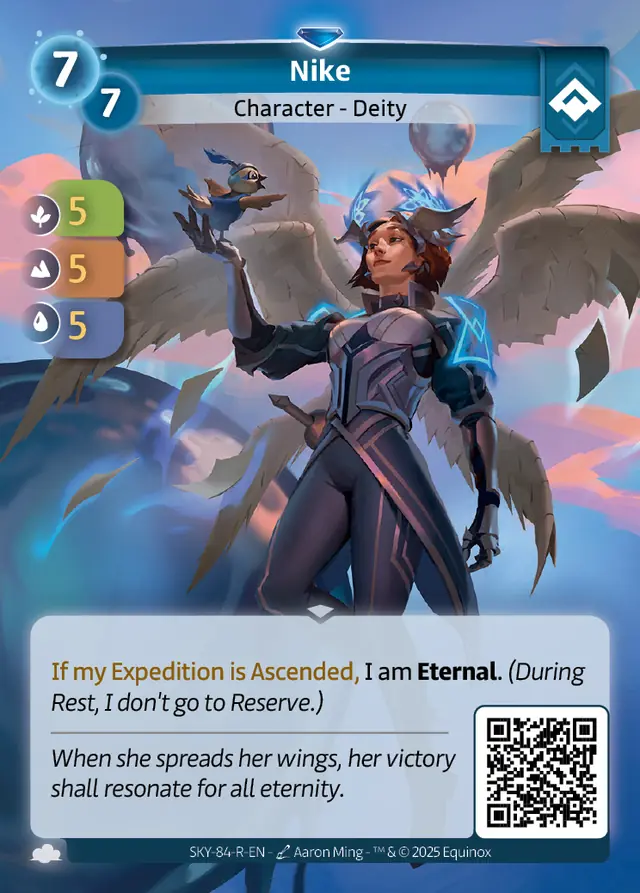 7
7
Nike
Character - Deity
5
5
5
If my Expedition is Ascended, I am Eternal. (During
Rest, I don't go to Reserve.)
When she spreads her wings, her victory
shall resonate for all eternity.
SKY-84-R-EN - Aaron Ming - ™ & © 2025 Equinox